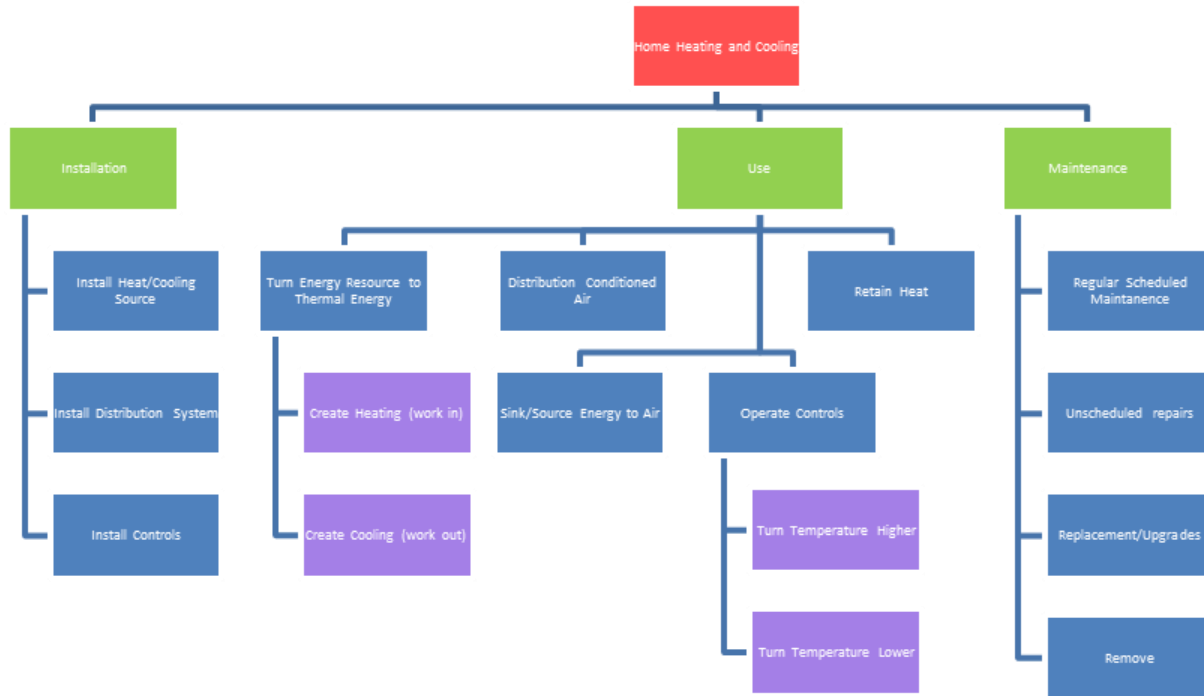 Home Heating and Cooling
Installation
Use
Maintenance
Install Heat/Cooling
Source
Turn Energy Resource to
Thermal Energy
Distribution Conditioned
Air
Retain Heat
Regular Scheduled
Maintanence
Install Distribution System
Create Heating (work in)
Sink/Source Energy to Air
Operate Controls
Unscheduled repairs
Install Controls
Create Cooling (work out)
Turn Temperature Higher
Replacement/Upgrades
Turn Temperature Lower
Remove